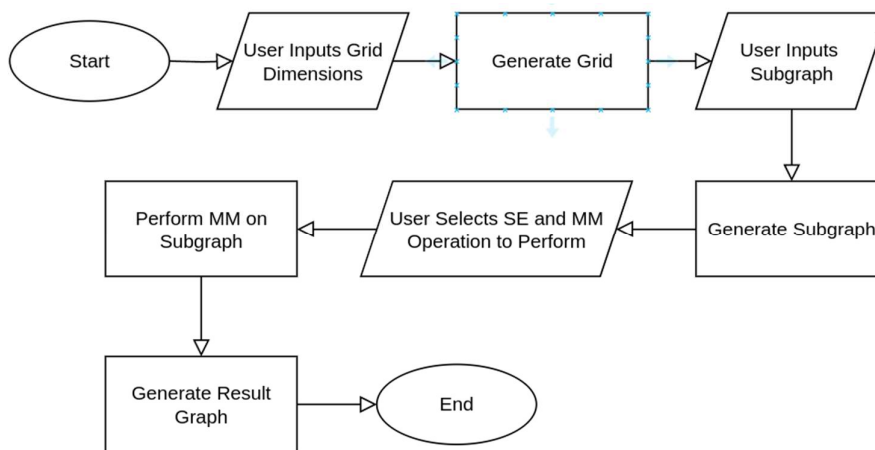 Start
User Inputs Grid
Dimensions
Generate Grid
User Inputs
Subgraph
Perform MM on
Subgraph
User Selects SE and MM
Operation to Perform
Generate Subgraph
Generate Result
Graph
End